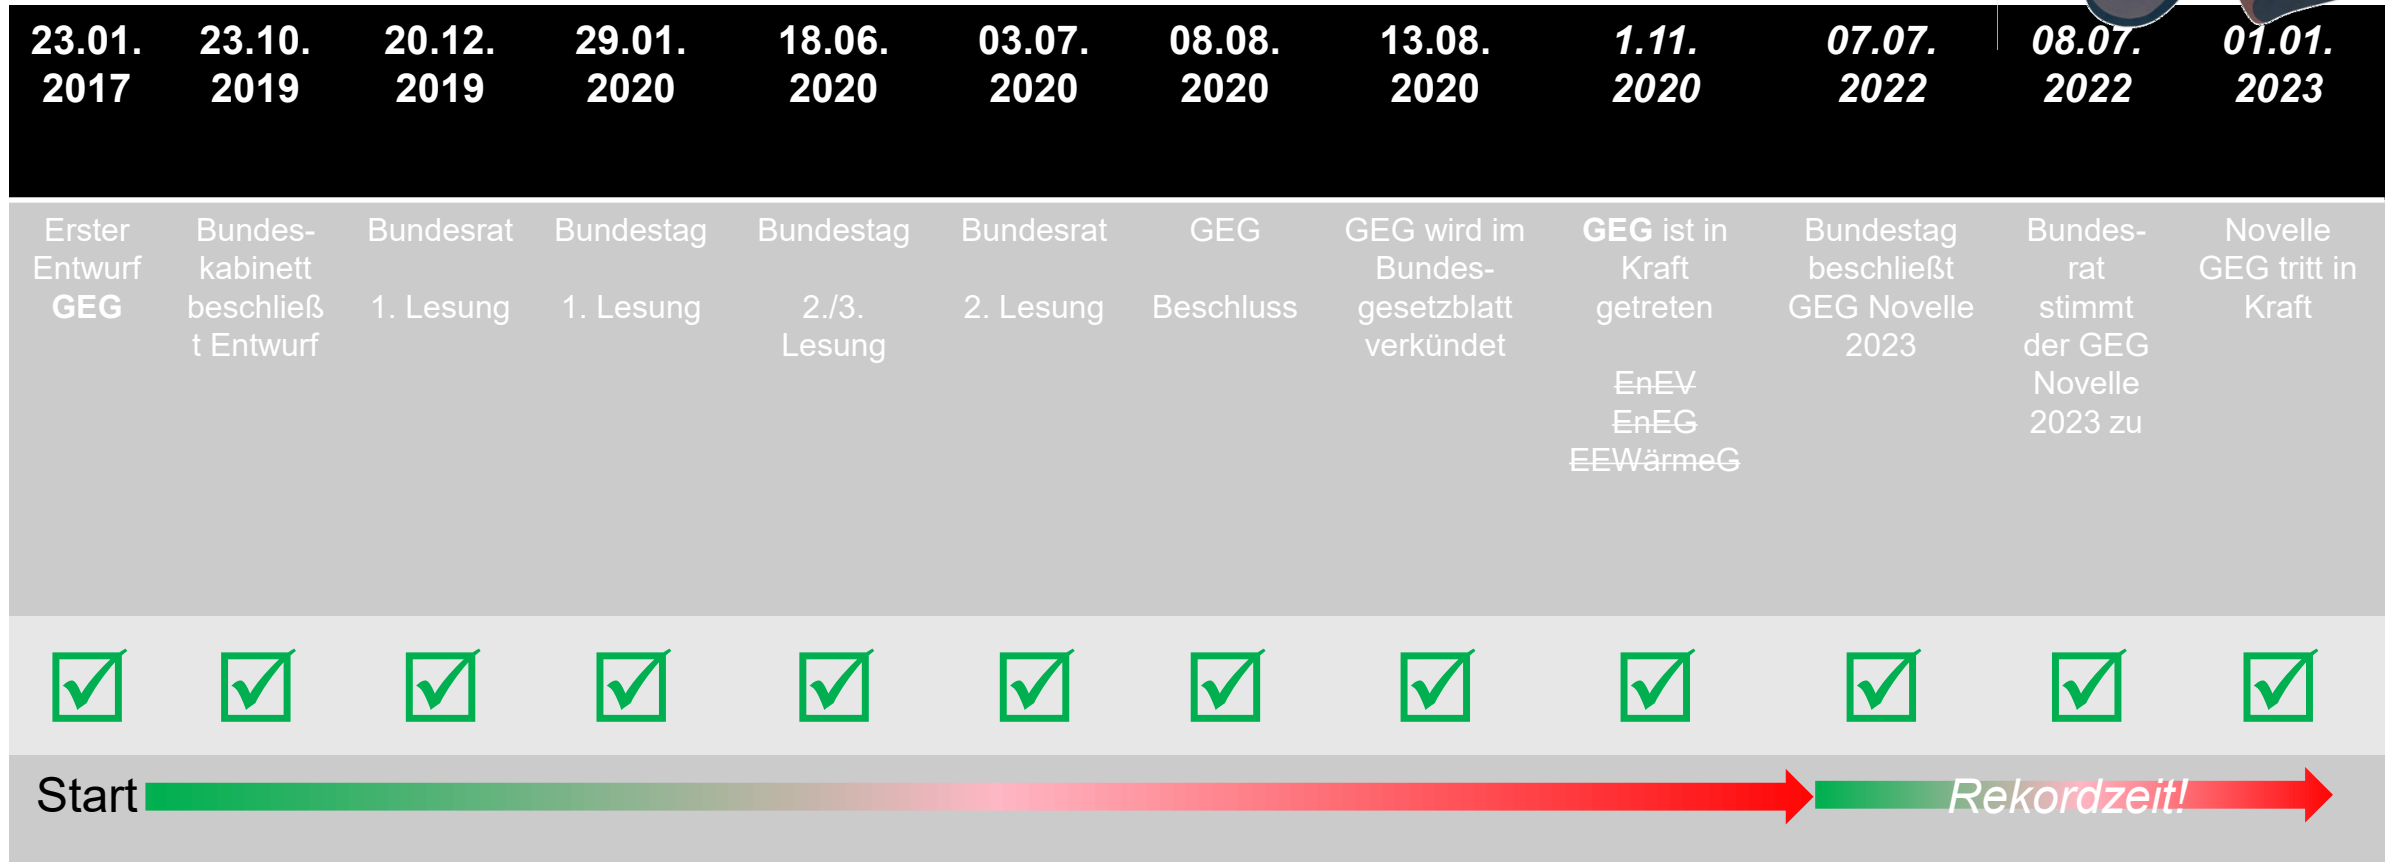 23.01.
2017
23.10.
2019
20.12.
2019
29.01.
2020
18.06.
2020
03.07.
2020
08.08.
2020
13.08.
2020
1.11.
2020
07.07.
2022
08.07.
2022
01.01.
2023
Erster
Entwurf
GEG
Bundes-
kabinett
beschließ
t Entwurf
Bundesrat
1. Lesung
Bundestag
1. Lesung
Bundestag
2./3.
Lesung
Bundesrat
2. Lesung
GEG
Beschluss
GEG wird im
Bundes-
gesetzblatt
verkündet
GEG ist in
Kraft
getreten
EnEV
EnEG
EEWärmeG
Bundestag
beschließt
GEG Novelle
2023
Bundes-
rat
stimmt
der GEG
Novelle
2023 zu
Novelle
GEG tritt in
Kraft
Start
Rekordzeit!